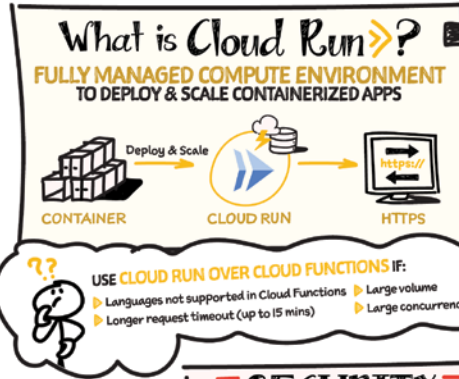 What is Cloud Run ?
FULLY MANAGED COMPUTE ENVIRONMENT
TO DEPLOY & SCALE CONTAINERIZED APPS
Deploy & Scale
https://
CONTAINER
CLOUD RUN
HTTPS
??
USE CLOUD RUN OVER CLOUD FUNCTIONS IF:
Languages not supported in Cloud Functions
Large volume
Longer request timeout (up to 15 mins)
Large concurrenc